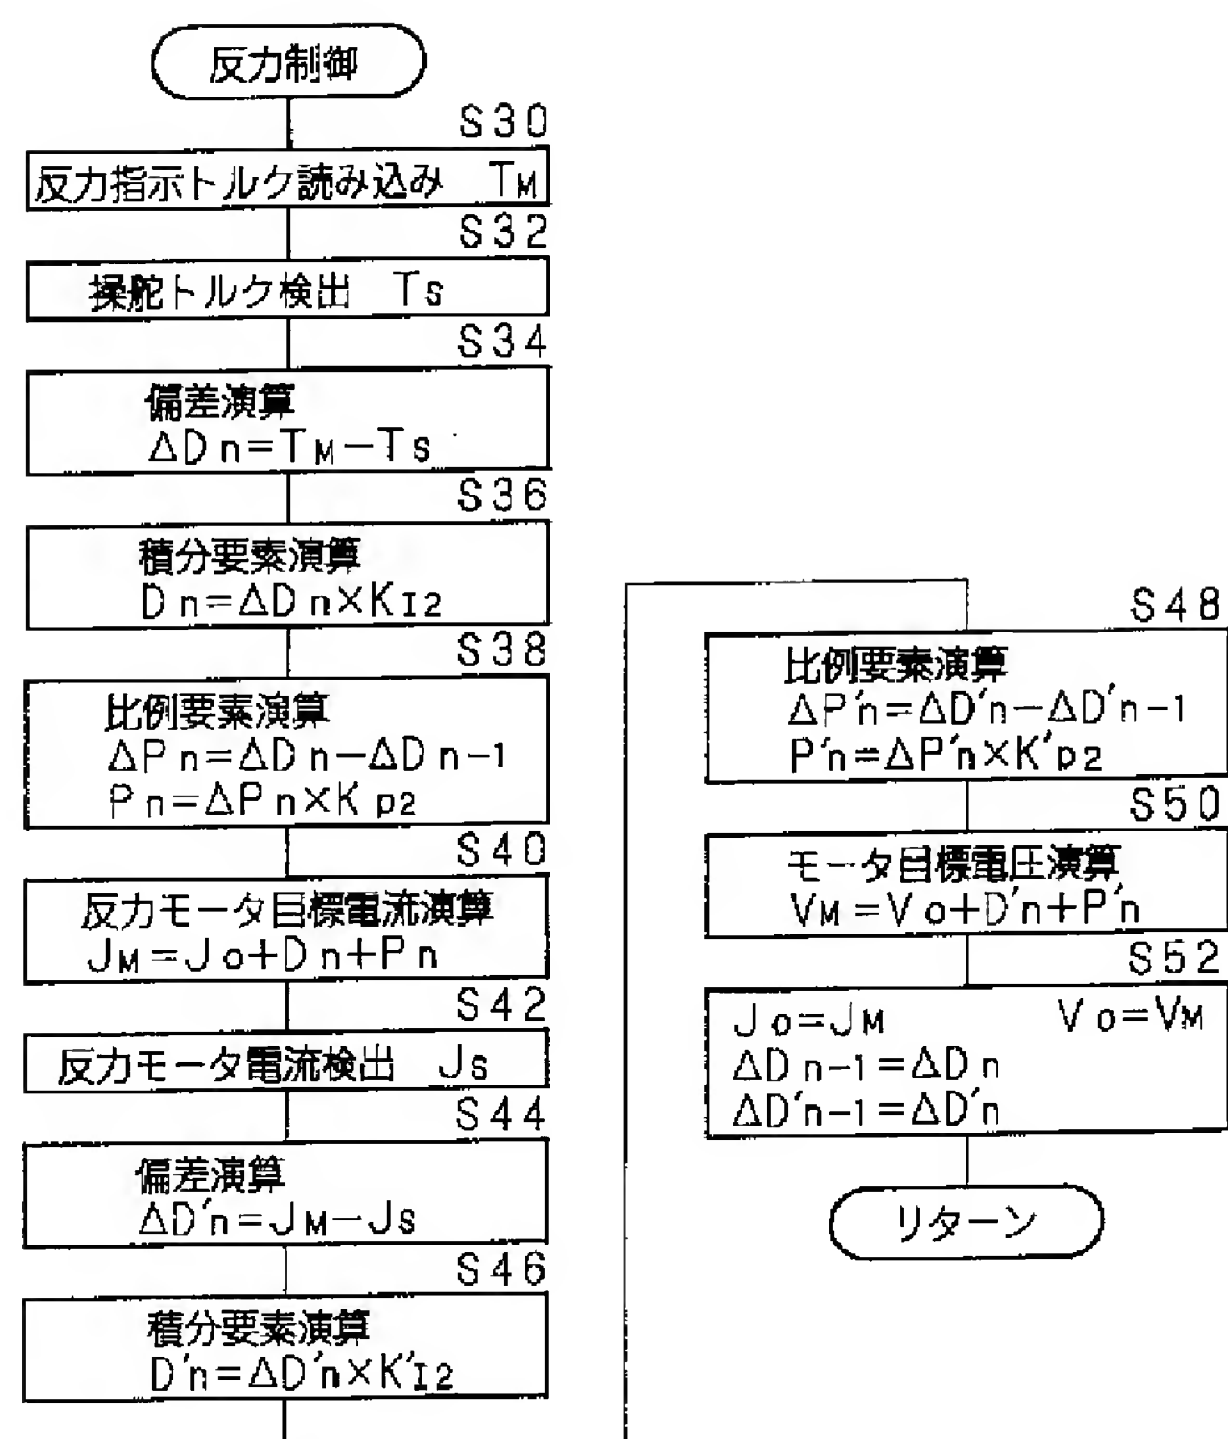 反力制御
S30
反力指示トルク読み込み TM
S32
操舵トルク検出 Ts
S34
偏差演算
ΔDn=TM−Ts
S36
積分要素演算
Dn=ΔDn×KI2
S38
比例要素演算
ΔPn=ΔDn−ΔDn−1
Pn=ΔPn×Kp2
S40
反力モータ目標電流演算
JM=Jo+Dn+Pn
S42
反力モータ電流検出 Js
S44
偏差演算
ΔD′n=JM−Js
S46
積分要素演算
D′n=ΔD′n×K′I2
S48
比例要素演算
ΔP′n=ΔD′n−ΔD′n−1
P′n=ΔP′n×K′p2
S50
モータ目標電圧演算
VM=Vo+D′n+P′n
S52
Jo=JM Vo=VM
ΔDn−1=ΔDn
ΔD′n−1=ΔD′n
リターン